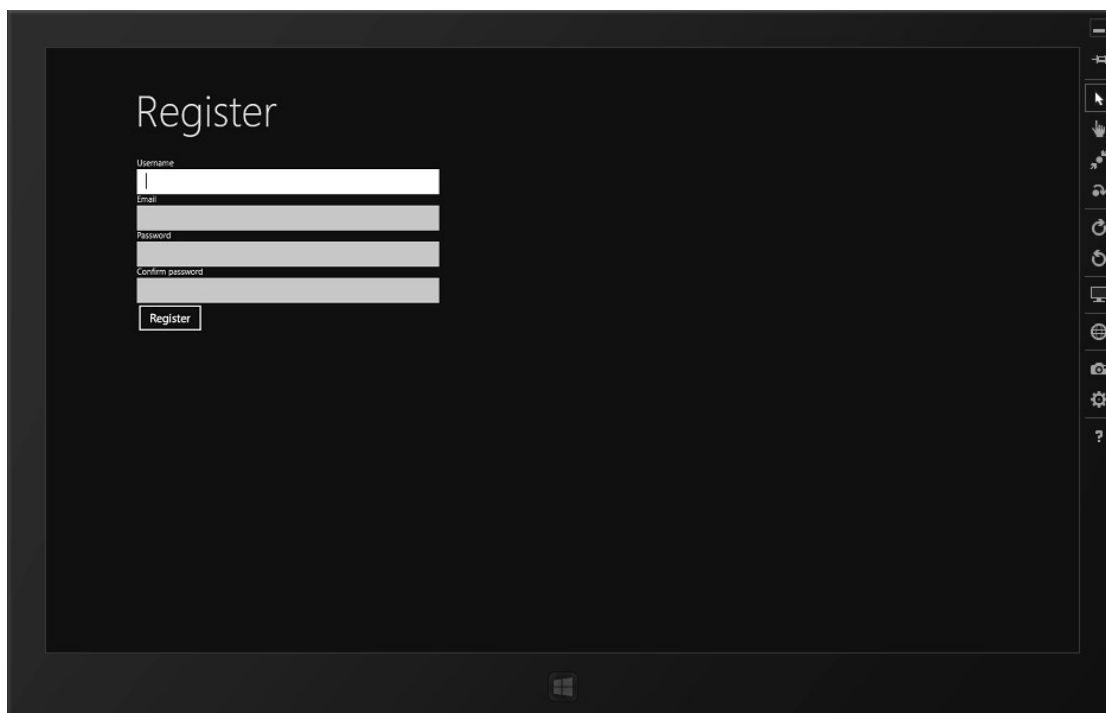 Register
Username
Email
Password
Confirm password
Register
?